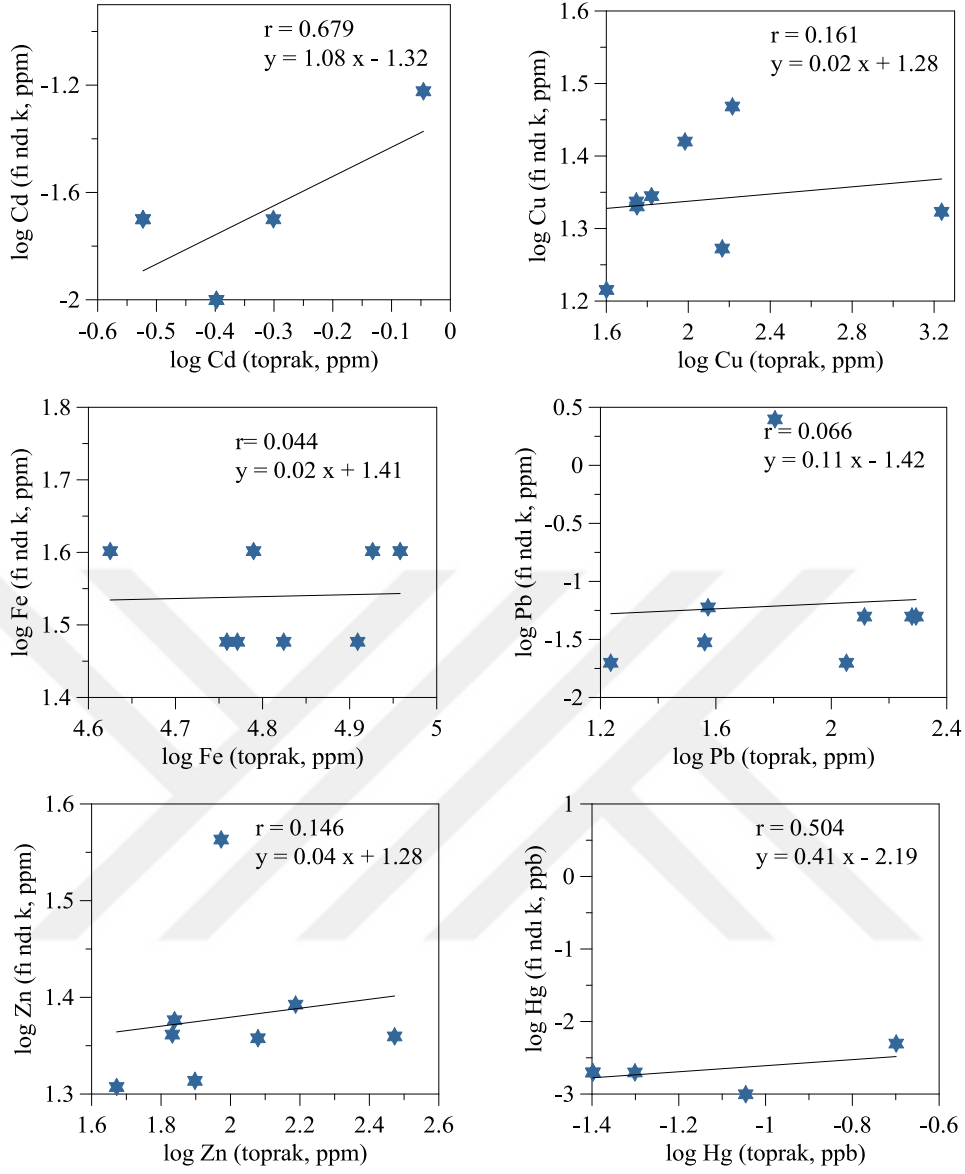 r = 0.679
y = 1.08 x - 1.32
-1.2
-1.6
-2
log Cd (fı ndı k, ppm)
-0.6 -0.5 -0.4 -0.3 -0.2 -0.1 0
log Cd (toprak, ppm)
r = 0.161
y = 0.02 x + 1.28
1.6
1.5
1.4
1.3
1.2
log Cu (fı ndı k, ppm)
1.6 2 2.4 2.8 3.2
log Cu (toprak, ppm)
r= 0.044
y = 0.02 x + 1.41
1.8
1.7
1.6
1.5
1.4
log Fe (fı ndı k, ppm)
4.6 4.7 4.8 4.9 5
log Fe (toprak, ppm)
r = 0.066
y = 0.11 x - 1.42
0.5
0
-0.5
-1
-1.5
-2
log Pb (fı ndı k, ppm)
1.2 1.6 2 2.4
log Pb (toprak, ppm)
r = 0.146
y = 0.04 x + 1.28
1.6
1.5
1.4
1.3
log Zn (fı ndı k, ppm)
1.6 1.8 2 2.2 2.4 2.6
log Zn (toprak, ppm)
r = 0.504
y = 0.41 x - 2.19
1
0
-1
-2
-3
log Hg (fı ndı k, ppb)
-1.4 -1.2 -1 -0.8 -0.6
log Hg (toprak, ppb)